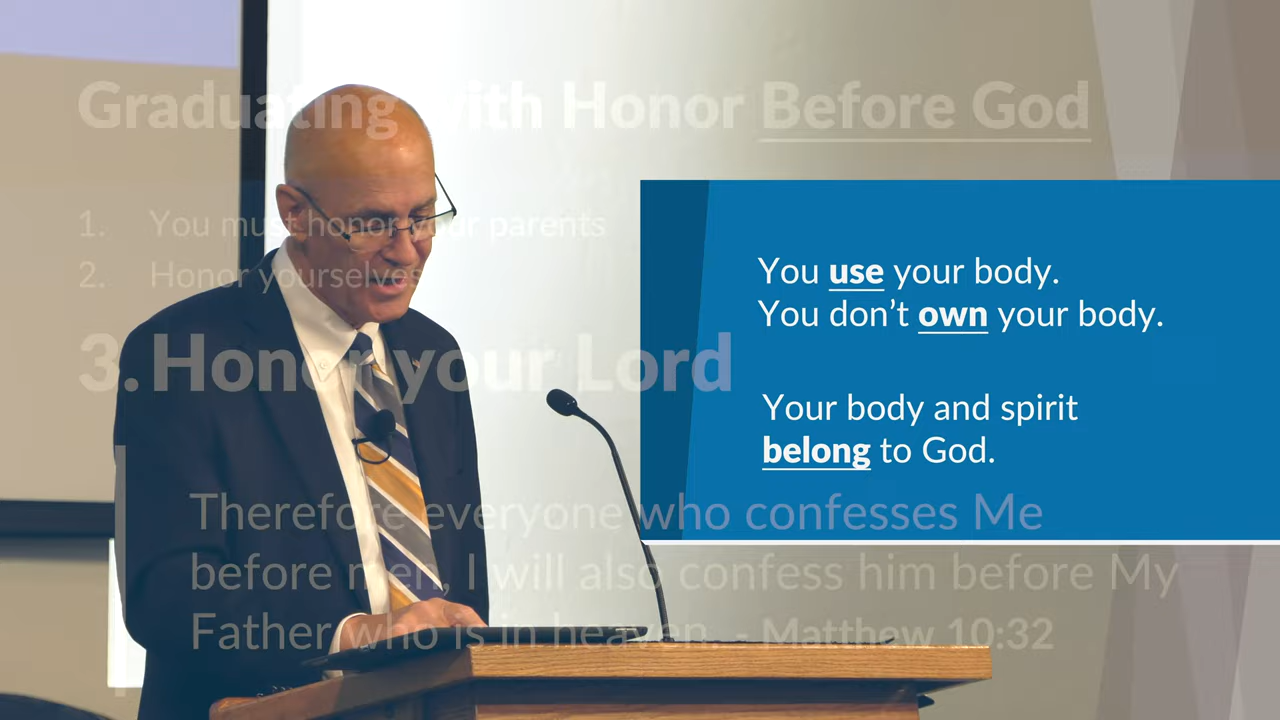 Graduating with Honor Before God
1. You must honor your parents
2. Honor yourselves
3. Honor your Lord
Therefore everyone who confesses Me
before men, I will also confess him before My
Father who is in heaven. - Matthew 10:32
You use your body.
You don't own your body.
Your body and spirit
belong to God.